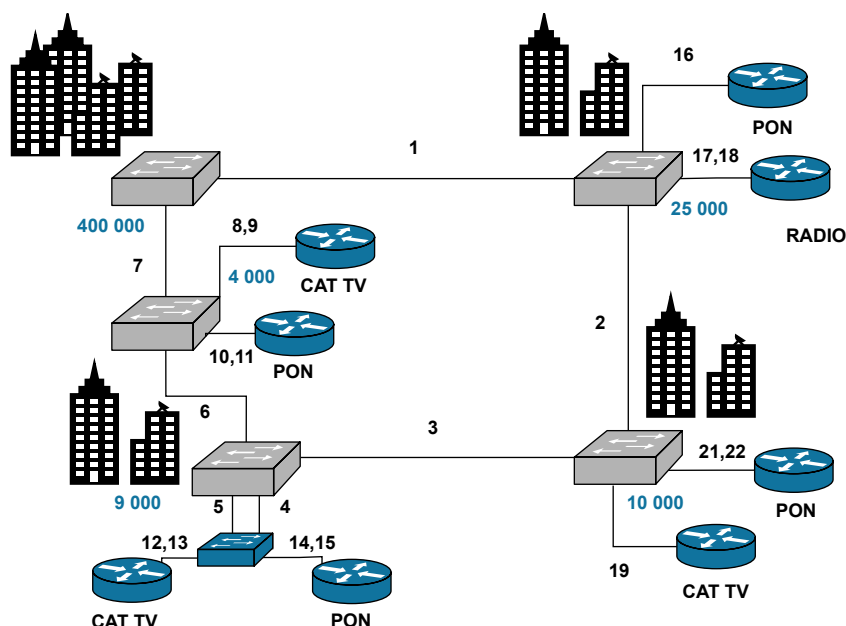 16
PON
1
17,18
400 000
25 000
RADIO
8,9
7
4 000
CAT TV
2
10,11
PON
6
3
21,22
9 000
5
4
10 000
PON
12,13
14,15
19
CAT TV
CAT TV
PON